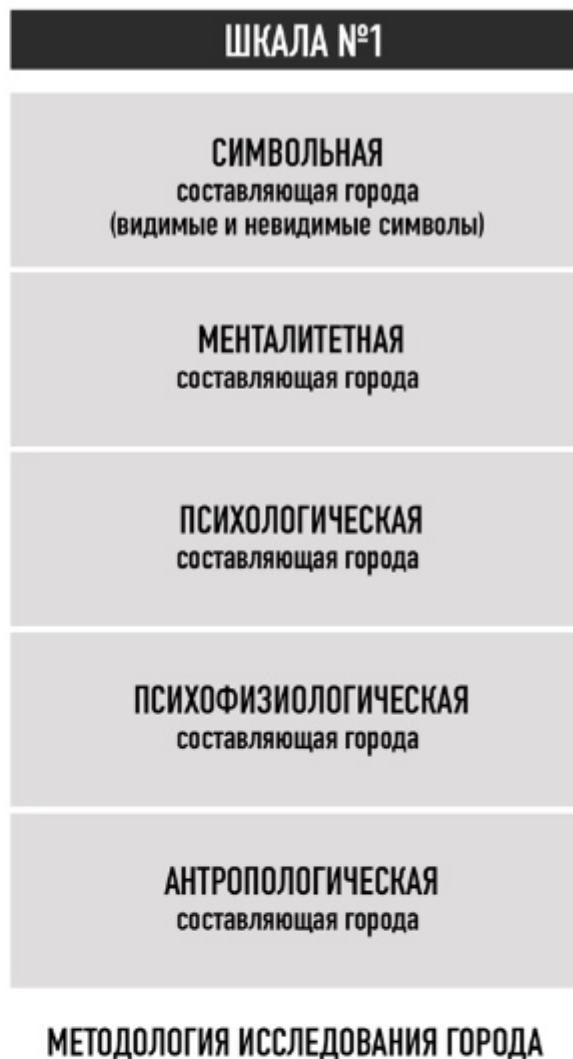 ШКАЛА №1
СИМВОЛЬНАЯ
составляющая города
(видимые и невидимые символы)
МЕНТАЛИТЕТНАЯ
составляющая города
ПСИХОЛОГИЧЕСКАЯ
составляющая города
ПСИХОФИЗИОЛОГИЧЕСКАЯ
составляющая города
АНТРОПОЛОГИЧЕСКАЯ
составляющая города
МЕТОДОЛОГИЯ ИССЛЕДОВАНИЯ ГОРОДА